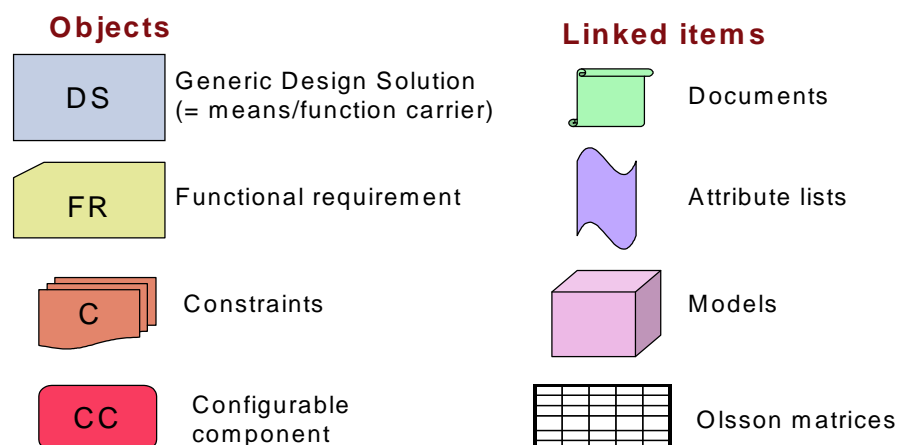 Objects
DS
Generic Design Solution
(= means/function carrier)
FR
Functional requirement
C
Constraints
CC
Configurable
component
Linked items
Documents
Attribute lists
Models
Olsson matrices